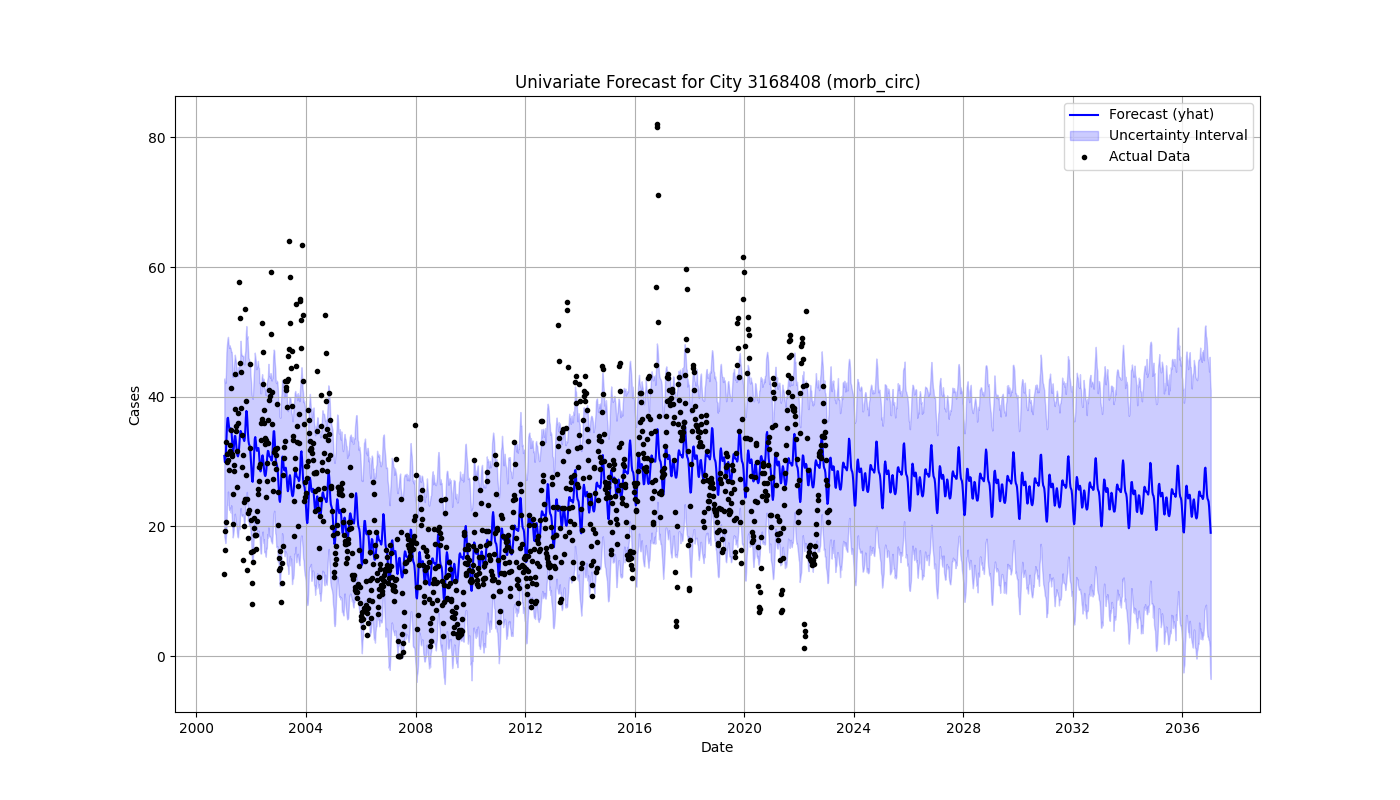 Univariate Forecast for City 3168408 (morb_circ)
Forecast (yhat)
Uncertainty Interval
Actual Data
Cases
80
60
40
20
0
2000 2004 2008 2012 2016 2020 2024 2028 2032 2036
Date